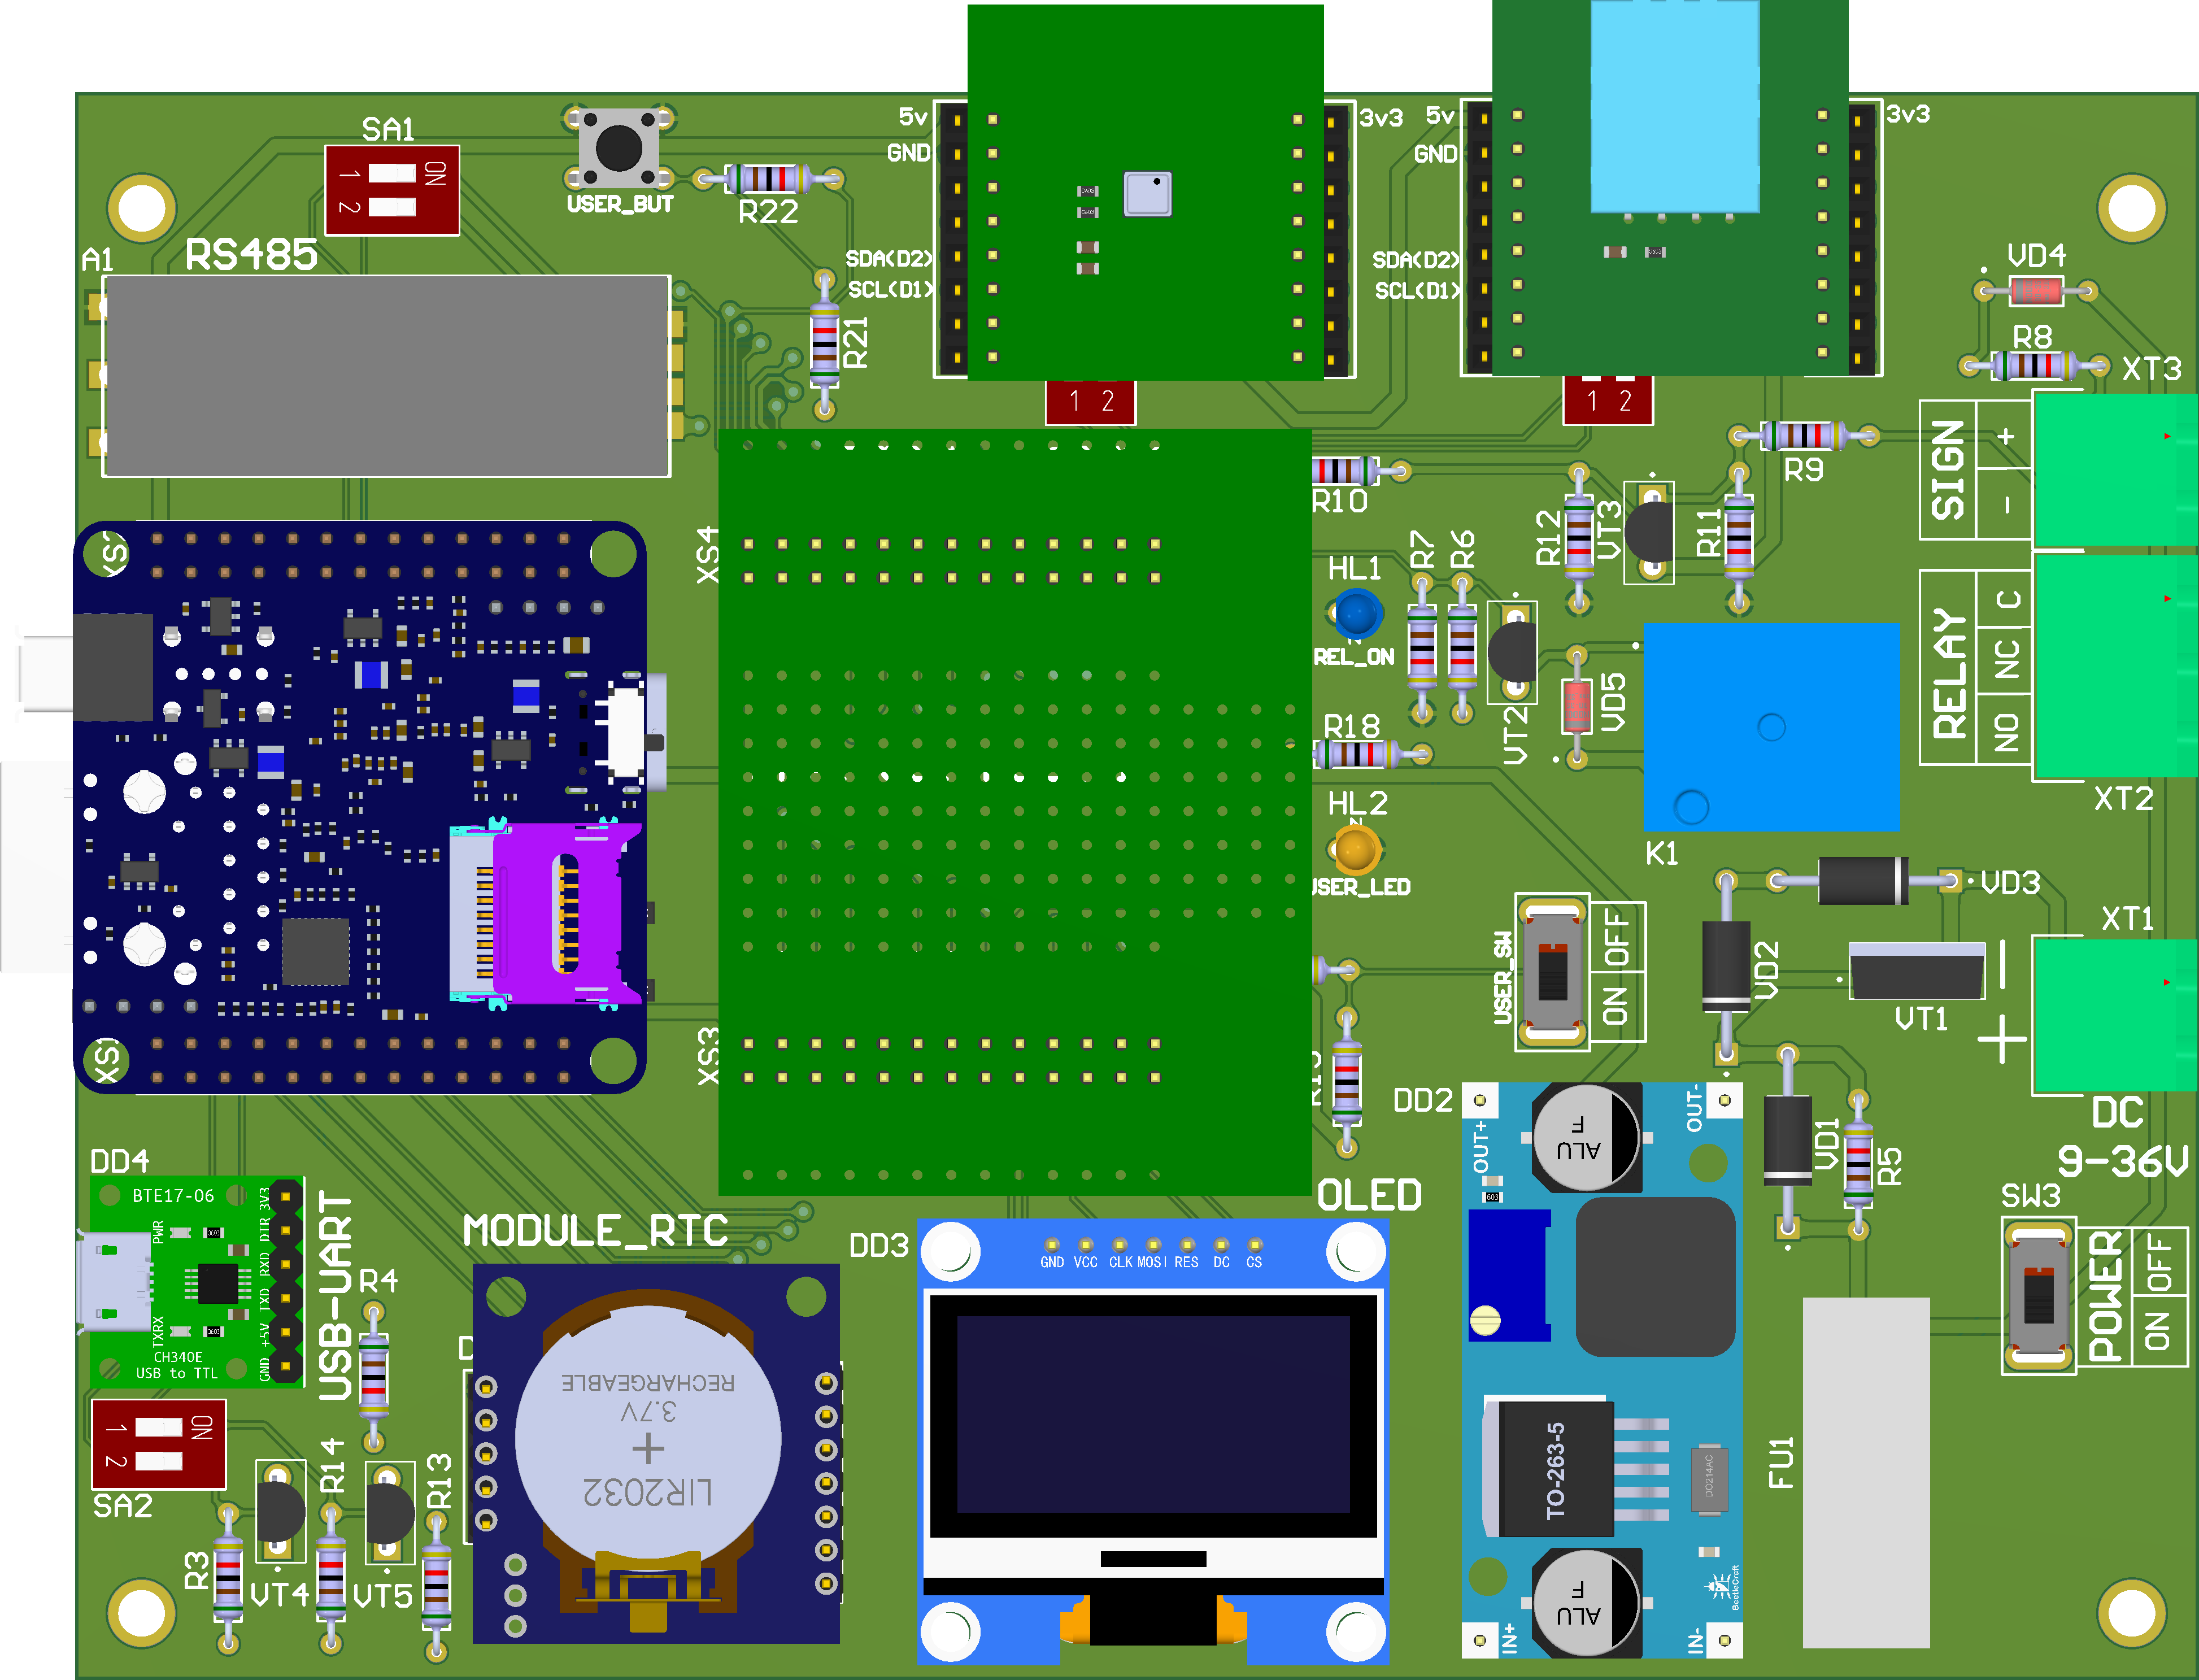 SA1
ON
1
2
USER_BUT
R22
5v
GND
SDA(D2)
SCL(D1)
3v3
1 2
5v
GND
SDA(D2)
SCL(D1)
3v3
1 2
A1
RS485
R21
VD4
R8
XT3
SIGN
+
-
R9
R10
R12
VT3
R11
XS4
HL1
REL_ON
R7
R6
VT2
VD5
RELAY
C
NC
NO
XT2
R18
HL2
USER_LED
K1
VD3
XT1
USER_SW
OFF
ON
VD2
VT1
-
+
DC
9-36V
XS3
DD2
OUT+
OUT-
ALU
F
603
VD1
R5
SW3
POWER
OFF
ON
DD4
BTE17-06
PWR
TXRX
3V3
DTR
RXD
TXD
+5V
GND
CH340E
USB to TTL
USB-UART
R4
MODULE_RTC
RECHARGEABLE
3.7V
+
LIR2032
OLED
DD3
GND VCC CLK MOSI RES DC CS
TO-263-5
DO214AC
BeetleCraft
ALU
F
IN+
IN-
FU1
ON
1
2
SA2
R3
VT4
R14
VT5
R13